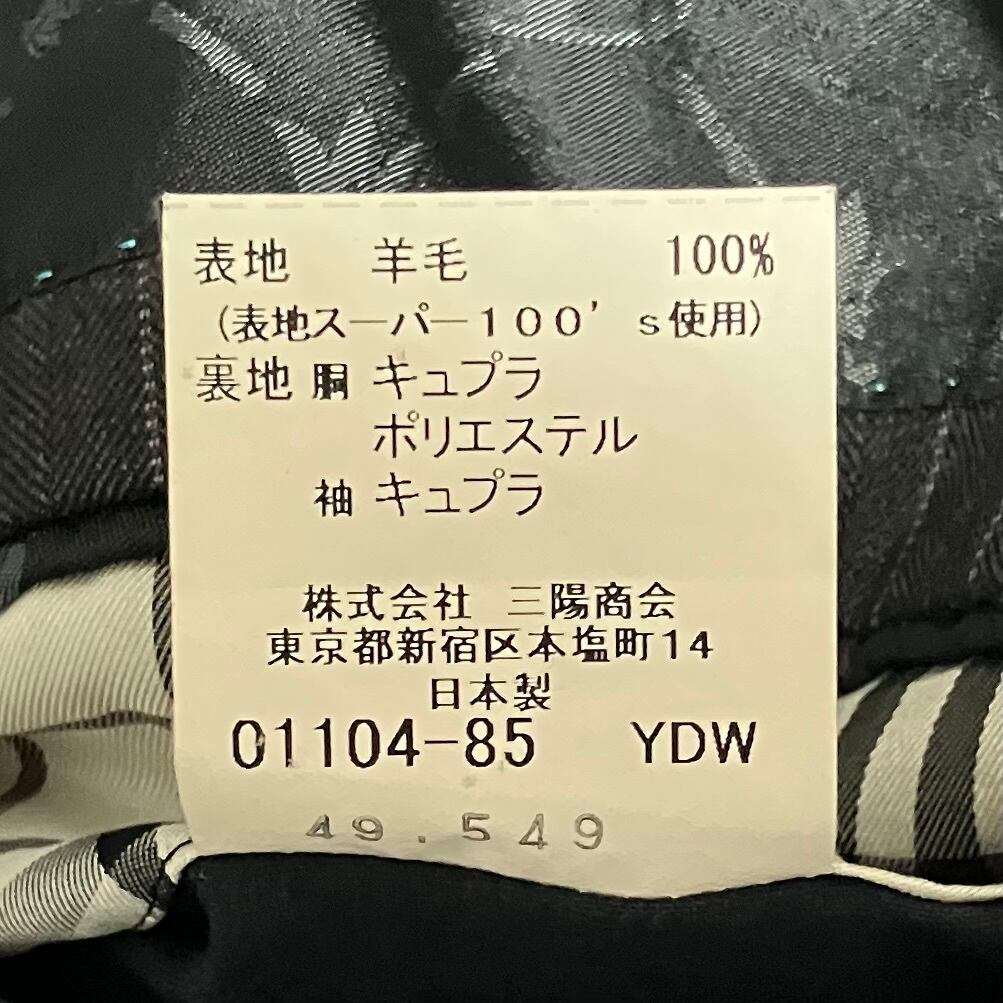 表地 羊毛 100%
(表地スーパー100's使用)
裏地 胴 キュプラ
ポリエステル
袖 キュプラ
株式会社 三陽商会
東京都新宿区本塩町14
日本製
01104-85 YDW
49.549